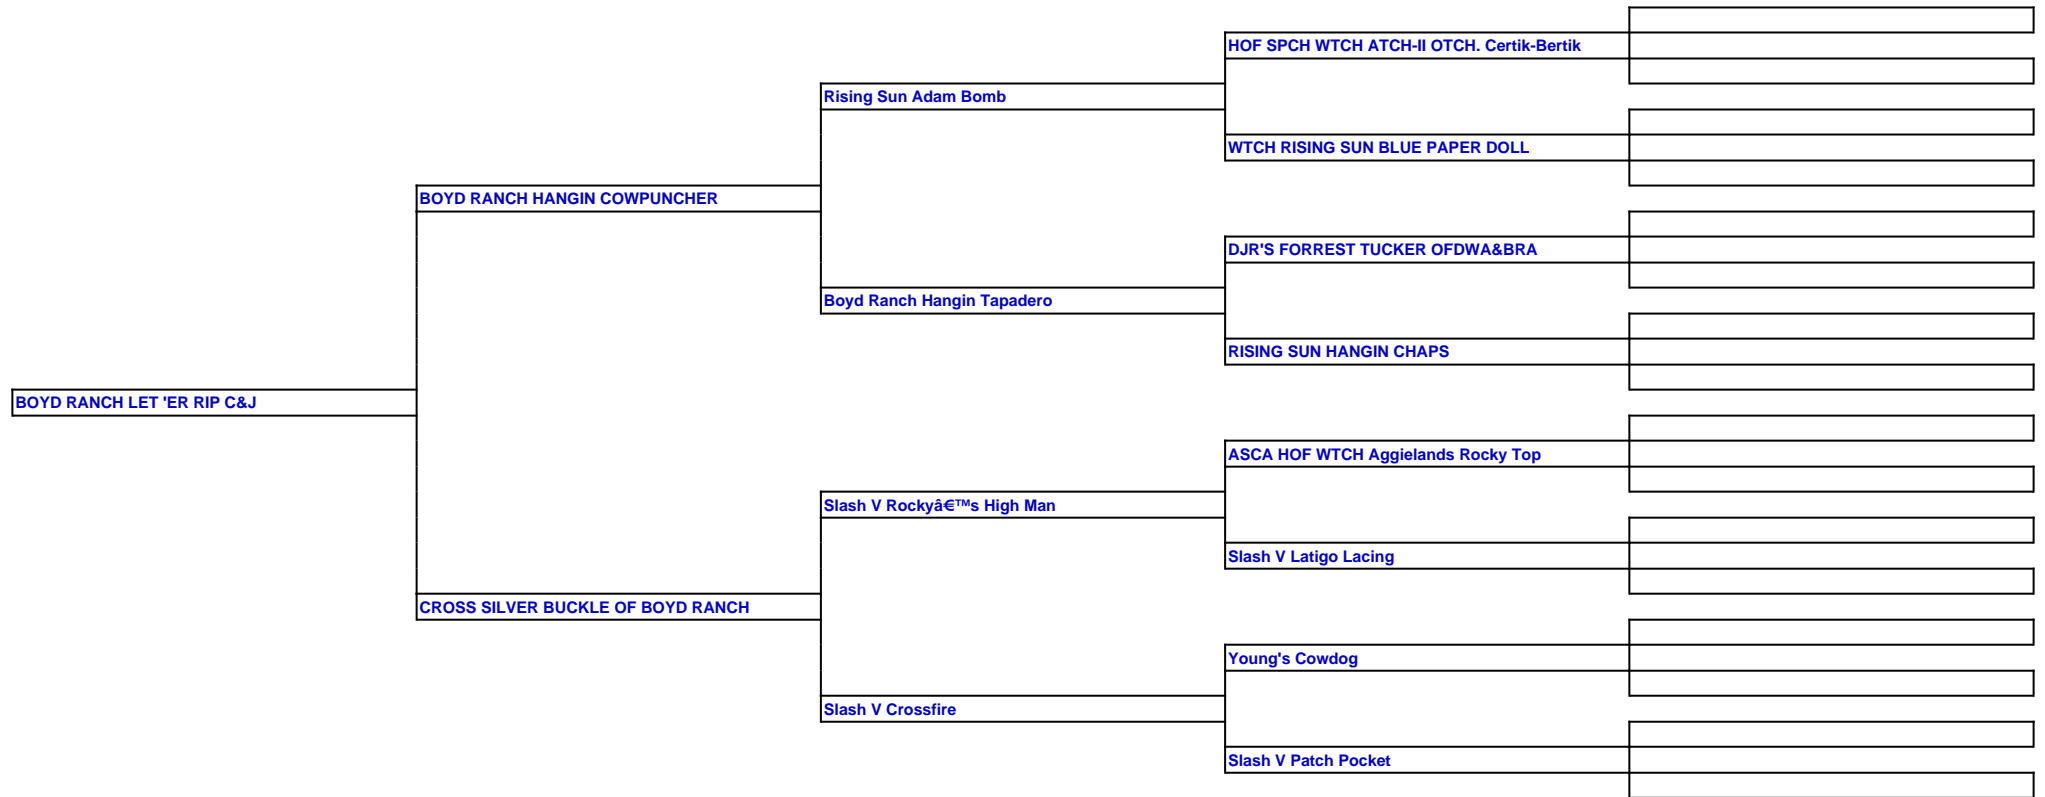 HOF SPCH WTCH ATCH-II OTCH. Certik-Bertik
Rising Sun Adam Bomb
WTCH RISING SUN BLUE PAPER DOLL
BOYD RANCH HANGIN COWPUNCHER
DJR'S FORREST TUCKER OFDWA&BRA
Boyd Ranch Hangin Tapadero
RISING SUN HANGIN CHAPS
BOYD RANCH LET 'ER RIP C&J
ASCA HOF WTCH Aggielands Rocky Top
Slash V Rockyâ€™s High Man
Slash V Latigo Lacing
CROSS SILVER BUCKLE OF BOYD RANCH
Young's Cowdog
Slash V Crossfire
Slash V Patch Pocket